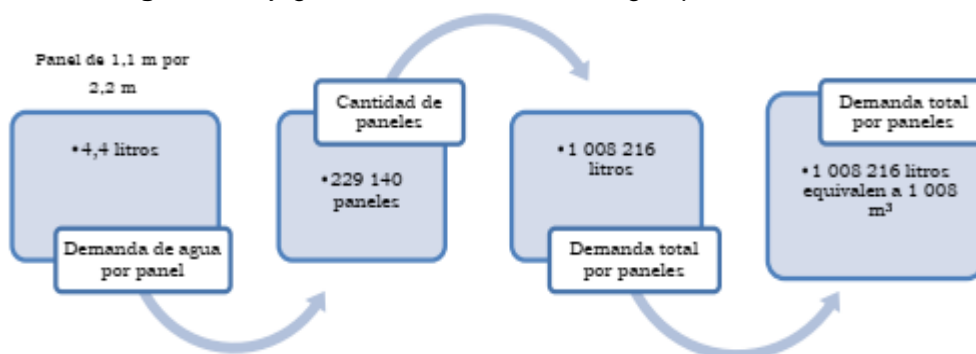 Panel de 1,1 m por
2,2 m
•4,4 litros
Demanda de agua
por panel
Cantidad de
paneles
•229 140
paneles
•1 008 216
litros
Demanda total
por paneles
Demanda total
por paneles
•1 008 216 litros
equivalen a 1 008
m³